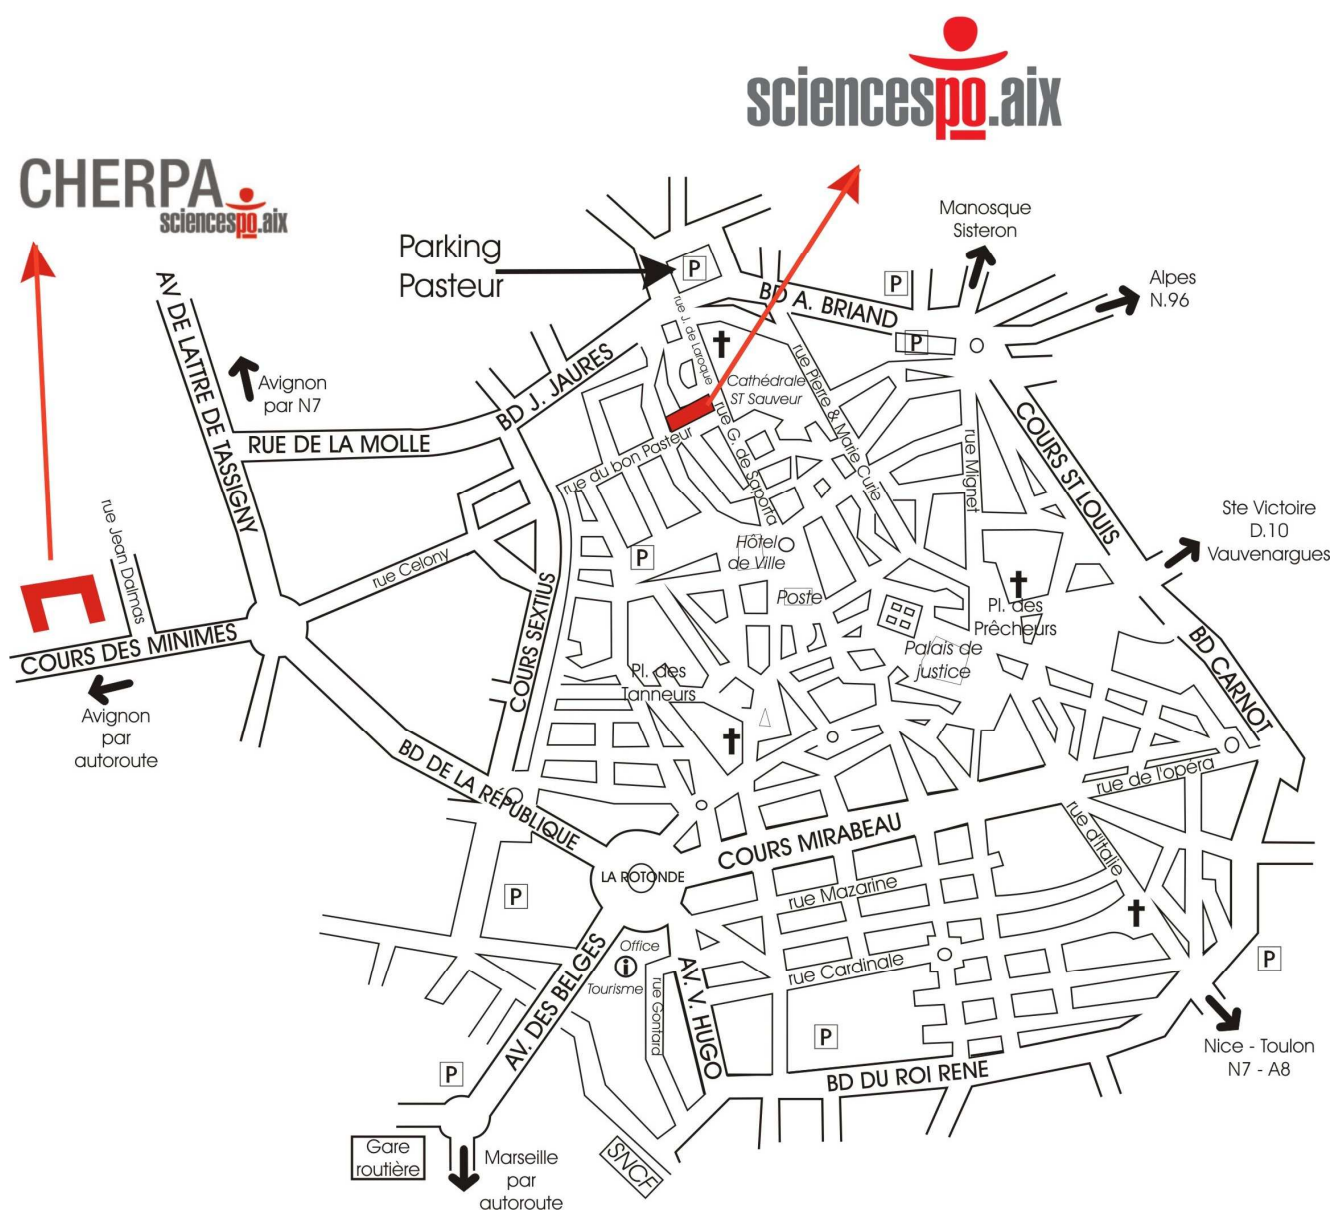 sciencespo.aix
CHERPA
sciencespo.aix
Parking
Pasteur
P
Manosque
Sisteron
Alpes
N.96
P
P
BD A. BRIAND
AV DE LATTRE DE TASSIGNY
Avignon
par N7
BD J. JAURES
RUE DE LA MOLLE
rue J. de Laroque
Cathédrale
ST Sauveur
rue Pierre & Marie Curie
rue G. de Saporta
rue du bon Pasteur
rue Mignet
COURS ST LOUIS
Ste Victoire
D.10
Vauvenargues
rue Jean Dalmas
rue Celony
P
Hôtel
de Ville
Poste
Pl. des
Prêcheurs
Palais de
justice
COURS DES MINIMES
COURS SEXTIUS
Pl. des
Tanneurs
BD CARNOT
Avignon
par
autoroute
BD DE LA RÉPUBLIQUE
rue de l'opéra
rue d'italie
COURS MIRABEAU
LA ROTONDE
rue Mazarine
P
Office
i
Tourisme
rue Cardinale
P
AV. DES BELGES
rue Gontard
AV. V. HUGO
P
P
BD DU ROI RENE
Nice - Toulon
N7 - A8
Gare
routière
Marseille
par
autoroute
SNCF